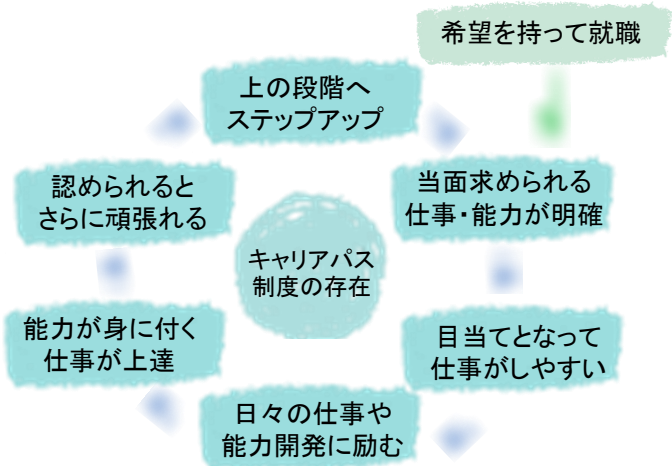 希望を持って就職
上の段階へ
ステップアップ
当面求められる
仕事・能力が明確
目当てとなって
仕事がしやすい
日々の仕事や
能力開発に励む
能力が身に付く
仕事が上達
認められると
さらに頑張れる
キャリアパス
制度の存在